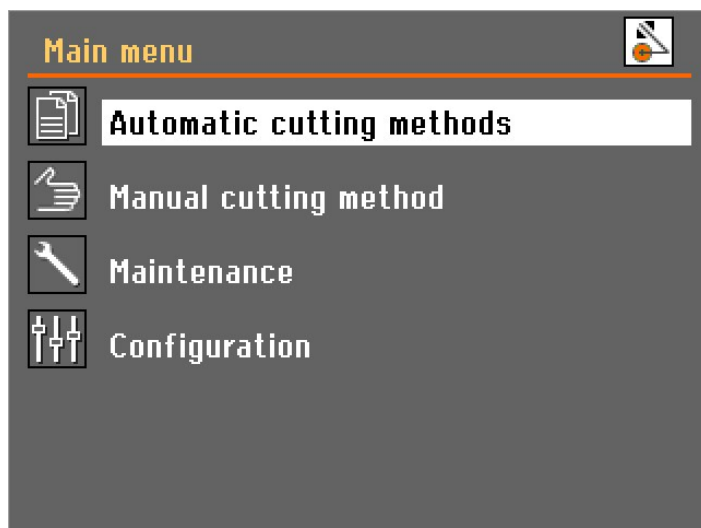 Main menu
Automatic cutting methods
Manual cutting method
Maintenance
Configuration